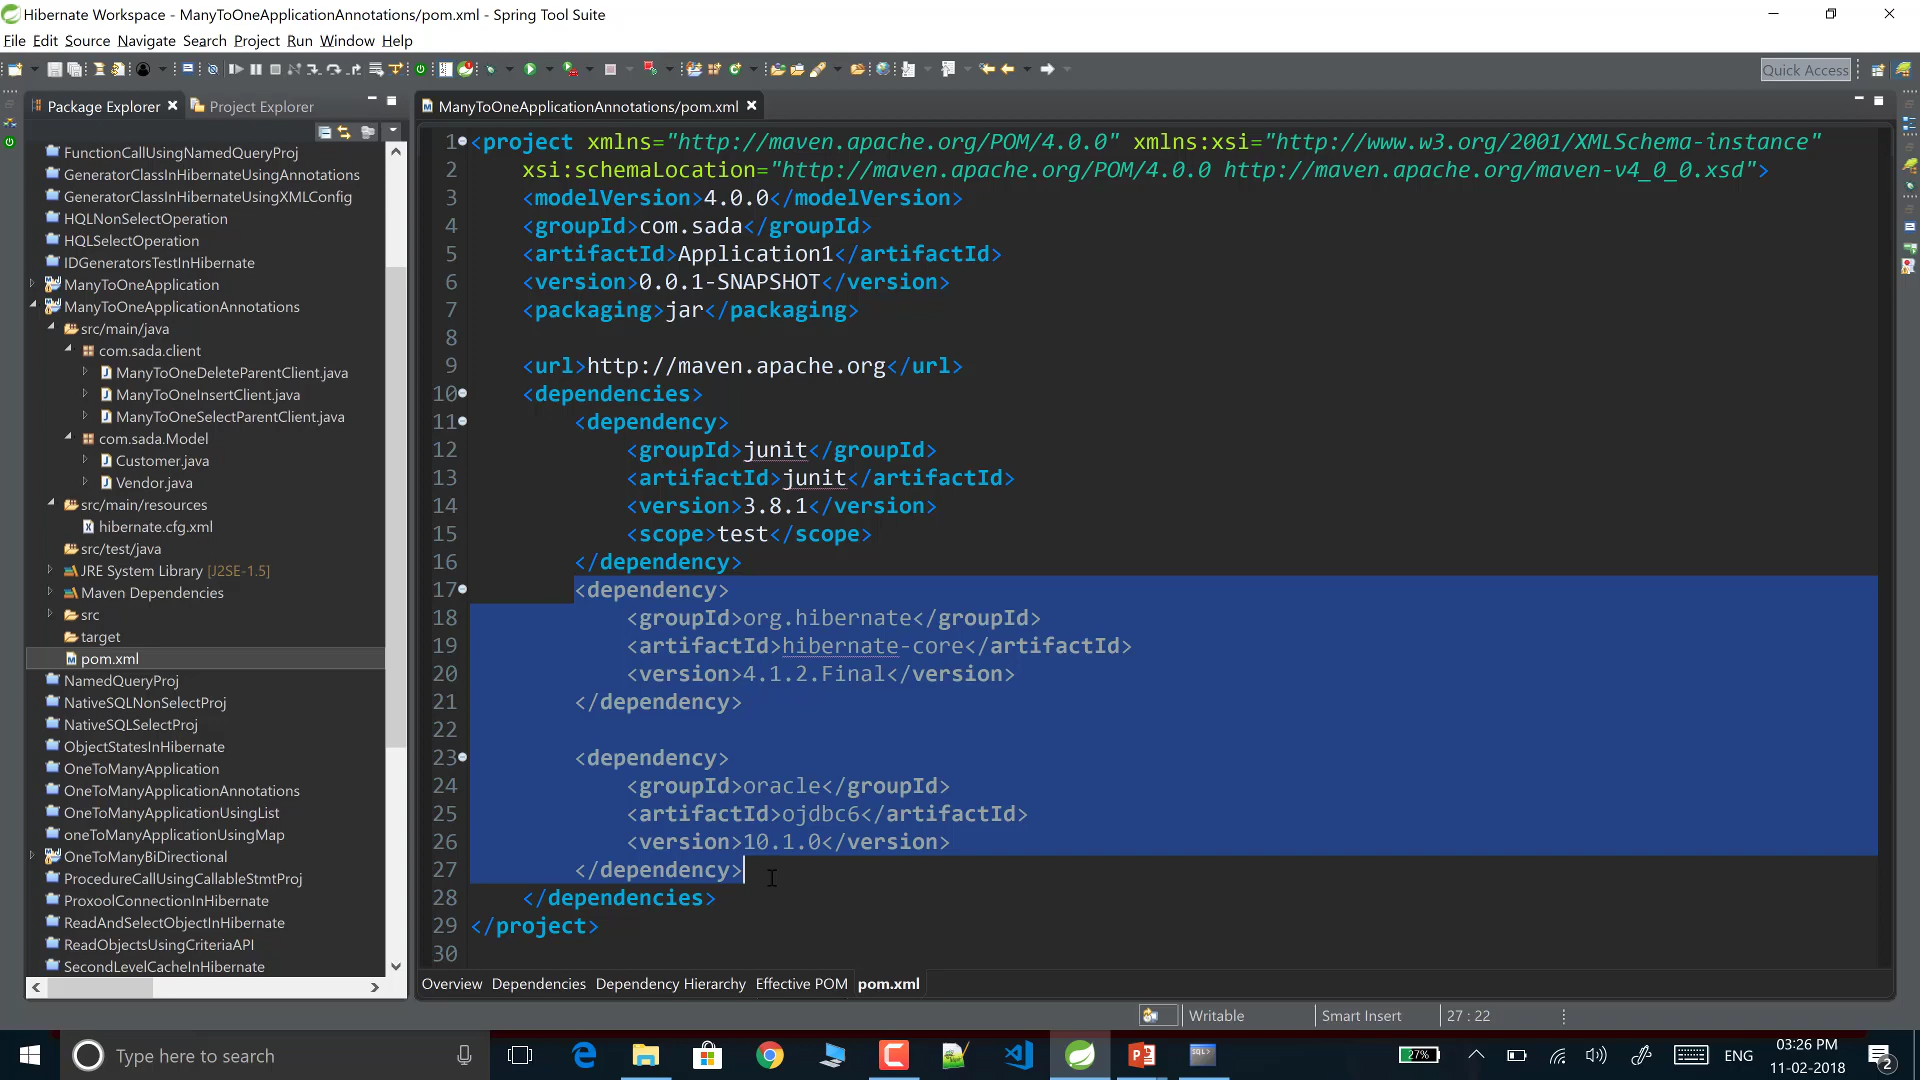 Hibernate Workspace - ManyToOneApplicationAnnotations/pom.xml - Spring Tool Suite
File Edit Source Navigate Search Project Run Window Help
Quick Access
Package Explorer
Project Explorer
ManyToOneApplicationAnnotations/pom.xml
FunctionCallUsingNamedQueryProj
GeneratorClassInHibernateUsingAnnotations
GeneratorClassInHibernateUsingXMLConfig
HQLNonSelectOperation
HQLSelectOperation
IDGeneratorsTestInHibernate
ManyToOneApplication
ManyToOneApplicationAnnotations
src/main/java
com.sada.client
ManyToOneDeleteParentClient.java
ManyToOneInsertClient.java
ManyToOneSelectParentClient.java
com.sada.Model
Customer.java
Vendor.java
src/main/resources
hibernate.cfg.xml
src/test/java
JRE System Library [J2SE-1.5]
Maven Dependencies
src
target
pom.xml
NamedQueryProj
NativeSQLNonSelectProj
NativeSQLSelectProj
ObjectStatesInHibernate
OneToManyApplication
OneToManyApplicationAnnotations
OneToManyApplicationUsingList
oneToManyApplicationUsingMap
OneToManyBiDirectional
ProcedureCallUsingCallableStmtProj
ProxoolConnectionInHibernate
ReadAndSelectObjectInHibernate
ReadObjectsUsingCriteriaAPI
SecondLevelCacheInHibernate
1 <project xmlns="http://maven.apache.org/POM/4.0.0" xmlns:xsi="http://www.w3.org/2001/XMLSchema-instance"
2 xsi:schemaLocation="http://maven.apache.org/POM/4.0.0 http://maven.apache.org/maven-v4_0_0.xsd">
3 <modelVersion>4.0.0</modelVersion>
4 <groupId>com.sada</groupId>
5 <artifactId>Application1</artifactId>
6 <version>0.0.1-SNAPSHOT</version>
7 <packaging>jar</packaging>
8
9 <url>http://maven.apache.org</url>
10 <dependencies>
11 <dependency>
12 <groupId>junit</groupId>
13 <artifactId>junit</artifactId>
14 <version>3.8.1</version>
15 <scope>test</scope>
16 </dependency>
17 <dependency>
18 <groupId>org.hibernate</groupId>
19 <artifactId>hibernate-core</artifactId>
20 <version>4.1.2.Final</version>
21 </dependency>
22
23 <dependency>
24 <groupId>oracle</groupId>
25 <artifactId>ojdbc6</artifactId>
26 <version>10.1.0</version>
27 </dependency>
28 </dependencies>
29 </project>
30
Overview Dependencies Dependency Hierarchy Effective POM pom.xml
Writable Smart Insert 27 : 22
Type here to search
27%
ENG
03:26 PM
11-02-2018
2